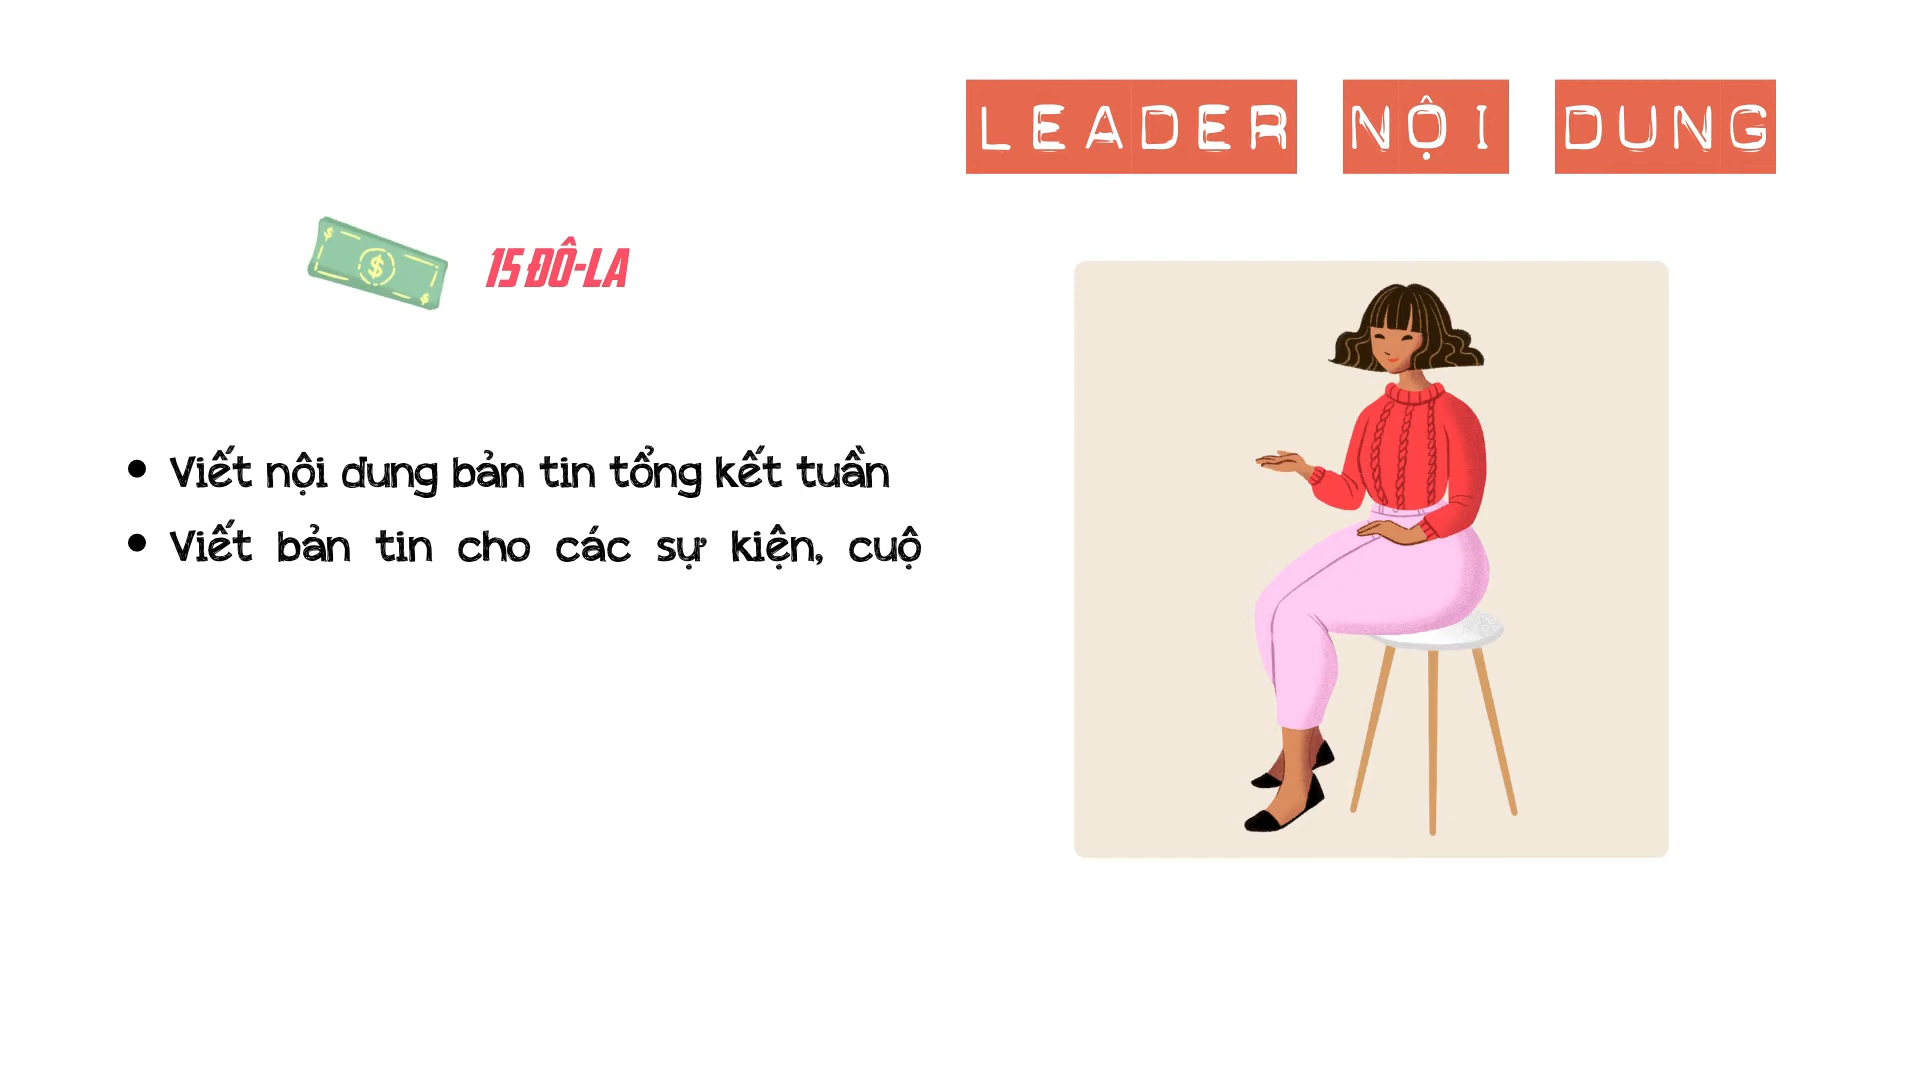 LEADER NỘI DUNG
15 ĐÔ-LA
Viết nội dung bản tin tổng kết tuần
Viết bản tin cho các sự kiện, cuộ